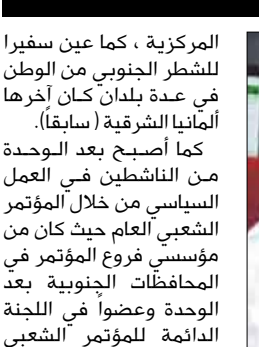 المركزية ، كما عين سفيرا
للشطر الجنوبي من الوطن
في عدة بلدان كان آخرها
ألمانيا الشرقية ( سابقاً).
كما أصبح بعد الوحدة
من الناشطين في العمل
السياسي من خلال المؤتمر
الشعبي العام حيث كان من
مؤسسي فروع المؤتمر في
المحافظات الجنوبية بعد
الوحدة وعضواً في اللجنة
الدائمة للمؤتمر الشعبي